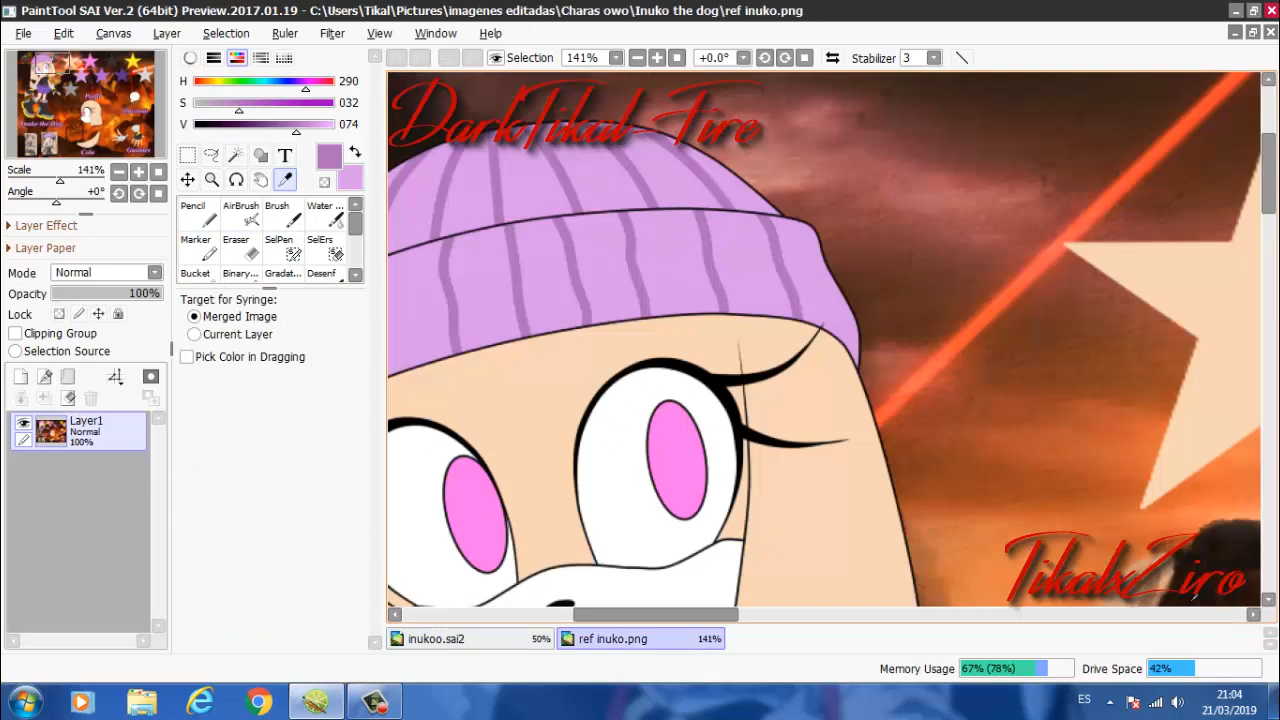 PaintTool SAI Ver.2 (64bit) Preview.2017.01.19 - C:\Users\Tikal\Pictures\imagenes editadas\Charas owo\Inuko the dog\ref inuko.png
File Edit Canvas Layer Selection Ruler Filter View Window Help
Selection 141% +0.0° Stabilizer 3
H 290
S 032
V 074
Inuko the Dog
Scale 141%
Angle +0°
Layer Effect
Layer Paper
Mode Normal
Opacity 100%
Lock
Clipping Group
Selection Source
Layer1
Normal
100%
Pencil AirBrush Brush Water ...
Marker Eraser SelPen SelErs
Bucket Binary... Gradat... Desenf
Target for Syringe:
Merged Image
Current Layer
Pick Color in Dragging
DarkTikal-Fire
TikalxZiro
inukoo.sai2 50% ref inuko.png 141%
Memory Usage 67% (78%) Drive Space 42%
ES 21:04
21/03/2019